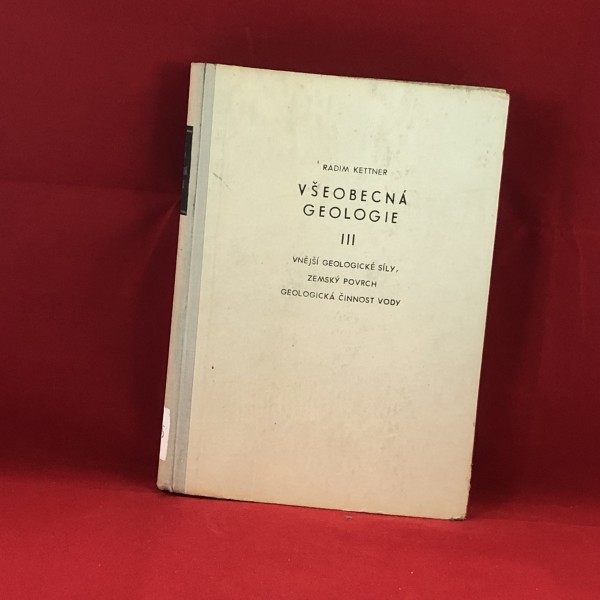 RADIM KETTNER
VŠEOBECNÁ
GEOLOGIE
III
VNĚJŠÍ GEOLOGICKÉ SÍLY,
ZEMSKÝ POVRCH
GEOLOGICKÁ ČINNOST VODY